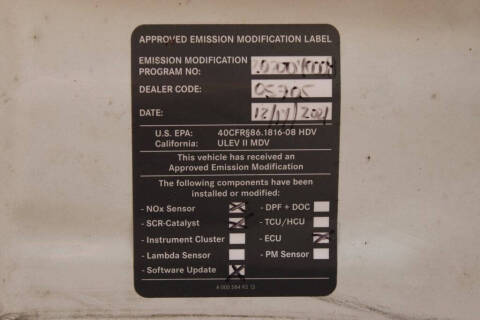 APPROVED EMISSION MODIFICATION LABEL
EMISSION MODIFICATION
PROGRAM NO:
DEALER CODE: 05705
DATE: 12/17/2021
U.S. EPA: 40CFR§86.1816-08 HDV
California: ULEV II MDV
This vehicle has received an
Approved Emission Modification
The following components have been
installed or modified:
- NOx Sensor - DPF + DOC
- SCR-Catalyst - TCU/HCU
- Instrument Cluster - ECU
- Lambda Sensor - PM Sensor
- Software Update